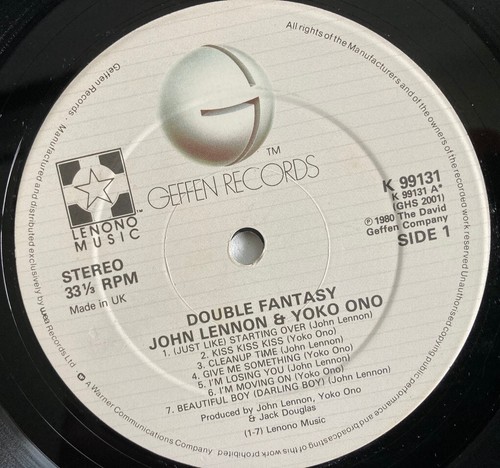 GEFFEN RECORDS
TM
LENONO
TM
MUSIC
STEREO
33⅓ RPM
Made in UK
K 99131
K 99131 A*
(GHS 2001)
℗ 1980 The David
Geffen Company
SIDE 1
DOUBLE FANTASY
JOHN LENNON & YOKO ONO
1. (JUST LIKE) STARTING OVER (John Lennon)
2. KISS KISS KISS (Yoko Ono)
3. CLEANUP TIME (John Lennon)
4. GIVE ME SOMETHING (Yoko Ono)
5. I'M LOSING YOU (John Lennon)
6. I'M MOVING ON (Yoko Ono)
7. BEAUTIFUL BOY (DARLING BOY) (John Lennon)
Produced by John Lennon, Yoko Ono
& Jack Douglas
(1-7) Lenono Music
Geffen Records · Manufactured and distributed exclusively by wea Records Ltd. A Warner Communications Company
All rights of the Manufacturers and of the owners of the recorded work reserved Unauthorised copying public performance and broadcasting of this work prohibited